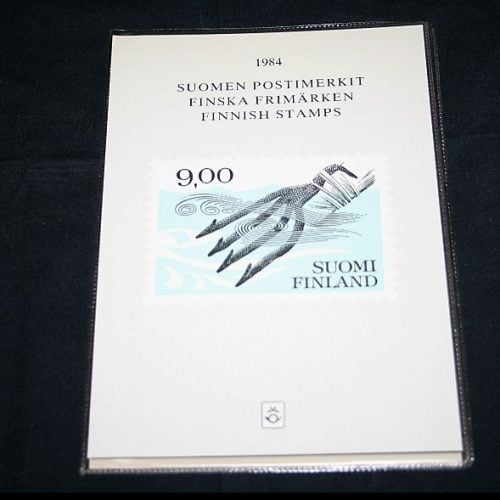 1984
SUOMEN POSTIMERKIT
FINSKA FRIMÄRKEN
FINNISH STAMPS
9,00
SUOMI
FINLAND